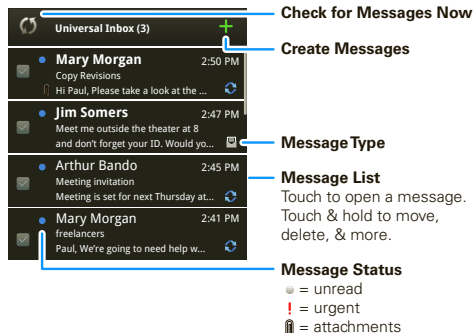 Universal Inbox (3)
Mary Morgan 2:50 PM
Copy Revisions
Hi Paul, Please take a look at the ...
Jim Somers 2:47 PM
Meet me outside the theater at 8
and don't forget your ID. Would yo...
Arthur Bando 2:45 PM
Meeting invitation
Meeting is set for next Thursday at...
Mary Morgan 2:41 PM
freelancers
Paul, We're going to need help w...
Check for Messages Now
Create Messages
Message Type
Message List
Touch to open a message.
Touch & hold to move,
delete, & more.
Message Status
= unread
= urgent
= attachments